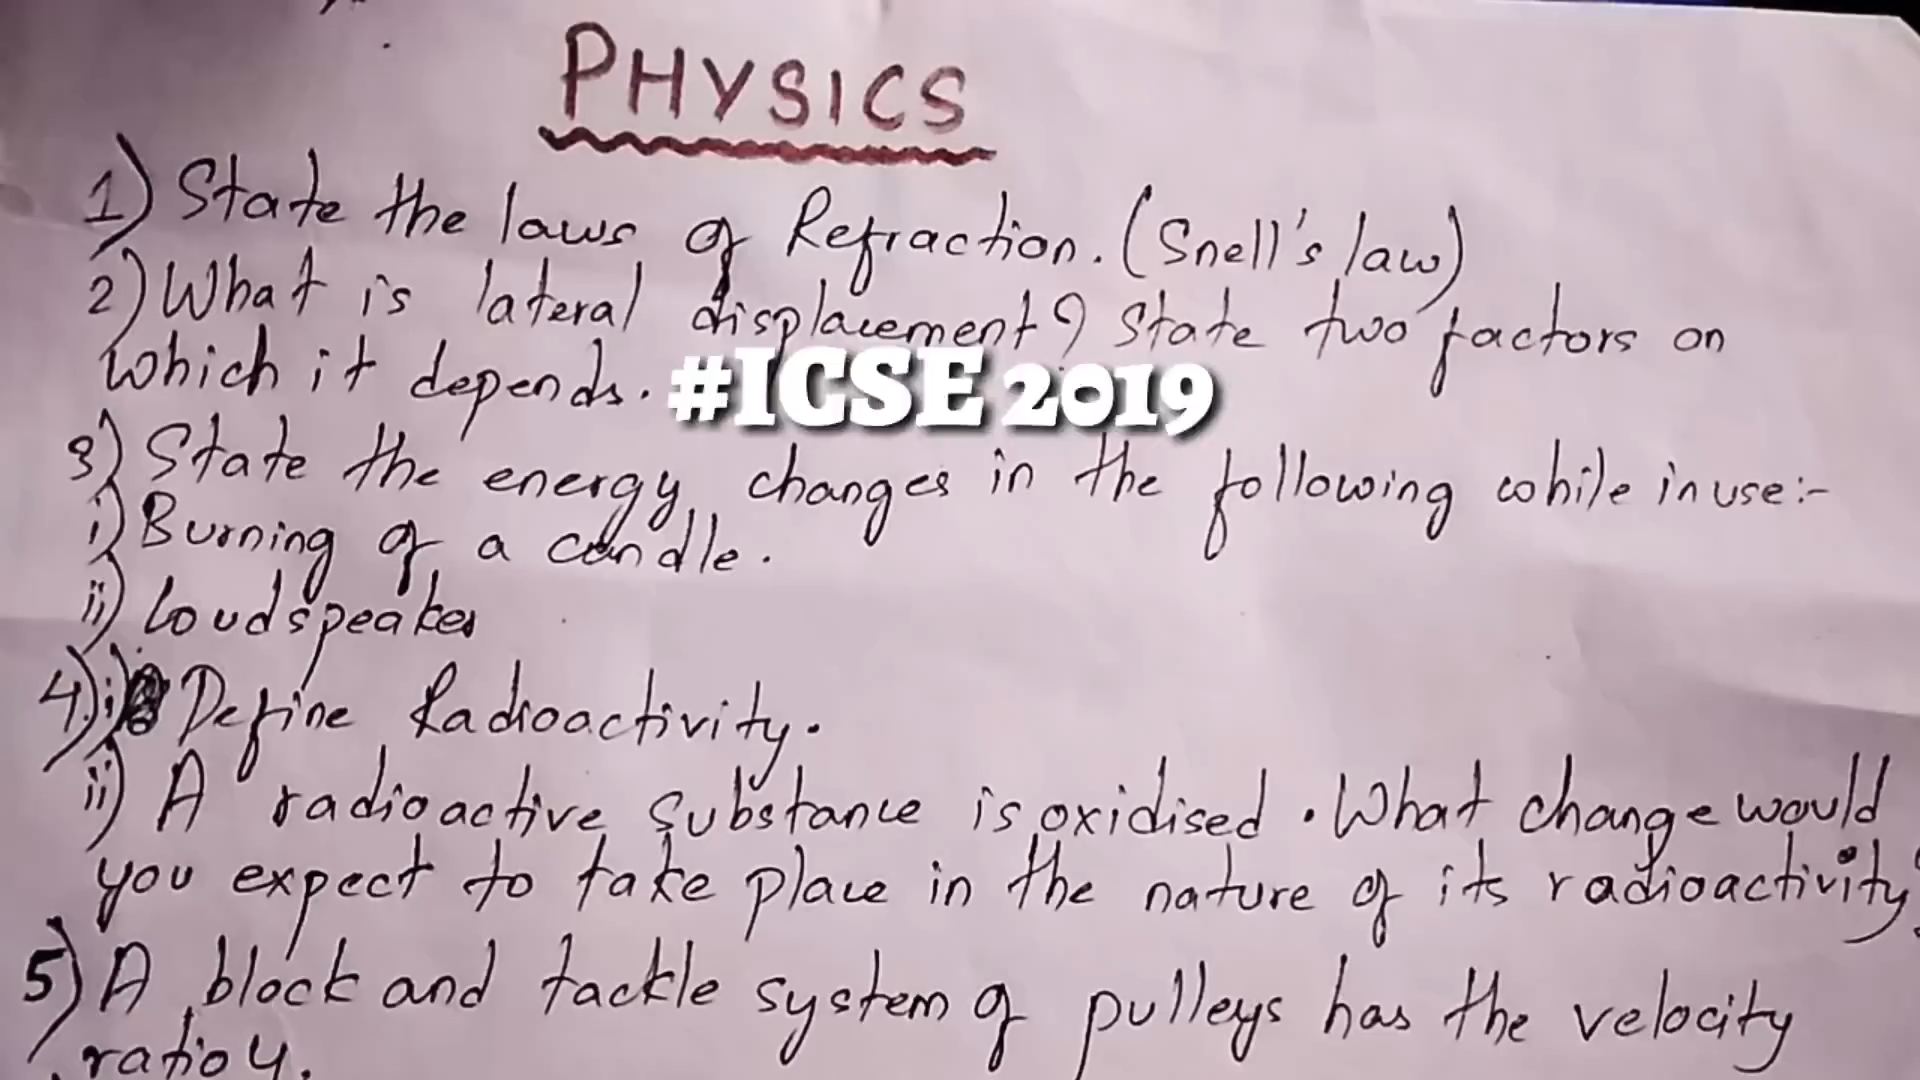 PHYSICS
1) State the laws of Refraction. (Snell's law)
2) What is lateral displacement? State two factors on
which it depends.
#ICSE 2019
3) State the energy changes in the following while in use:-
i) Burning of a candle.
ii) Loudspeaker
4) i) Define Radioactivity.
ii) A radioactive substance is oxidised. What change would
you expect to take place in the nature of its radioactivity?
5) A block and tackle system of pulleys has the velocity
ratio 4.